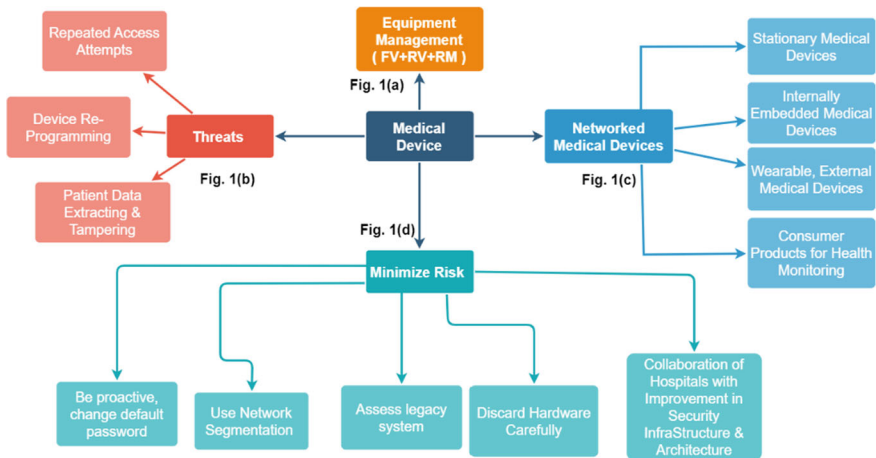 Repeated Access
Attempts
Equipment
Management
( FV+RV+RM )
Stationary Medical
Devices
Fig. 1(a)
Device Re-
Programming
Threats
Medical
Device
Networked
Medical Devices
Internally
Embedded Medical
Devices
Fig. 1(b)
Fig. 1(c)
Wearable, External
Medical Devices
Patient Data
Extracting &
Tampering
Fig. 1(d)
Consumer
Products for Health
Monitoring
Minimize Risk
Be proactive,
change default
password
Use Network
Segmentation
Assess legacy
system
Discard Hardware
Carefully
Collaboration of
Hospitals with
Improvement in
Security
InfraStructure &
Architecture